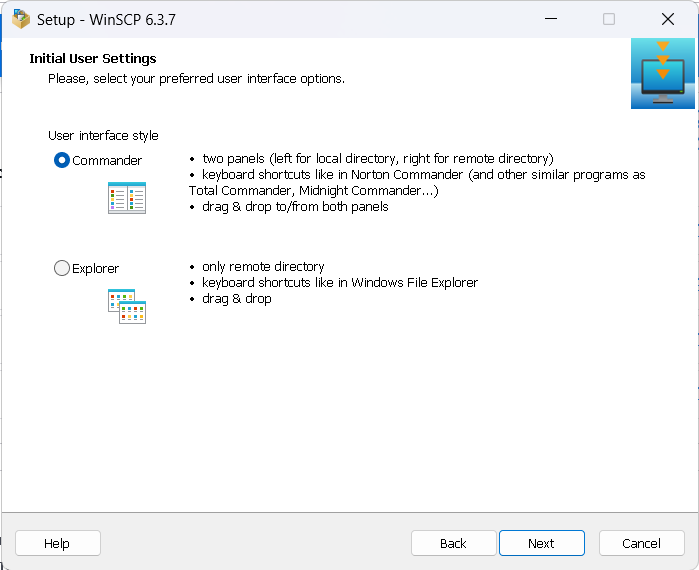 Setup - WinSCP 6.3.7
Initial User Settings
Please, select your preferred user interface options.
User interface style
Commander
• two panels (left for local directory, right for remote directory)
• keyboard shortcuts like in Norton Commander (and other similar programs as
Total Commander, Midnight Commander...)
• drag & drop to/from both panels
Explorer
• only remote directory
• keyboard shortcuts like in Windows File Explorer
• drag & drop
Help
Back
Next
Cancel